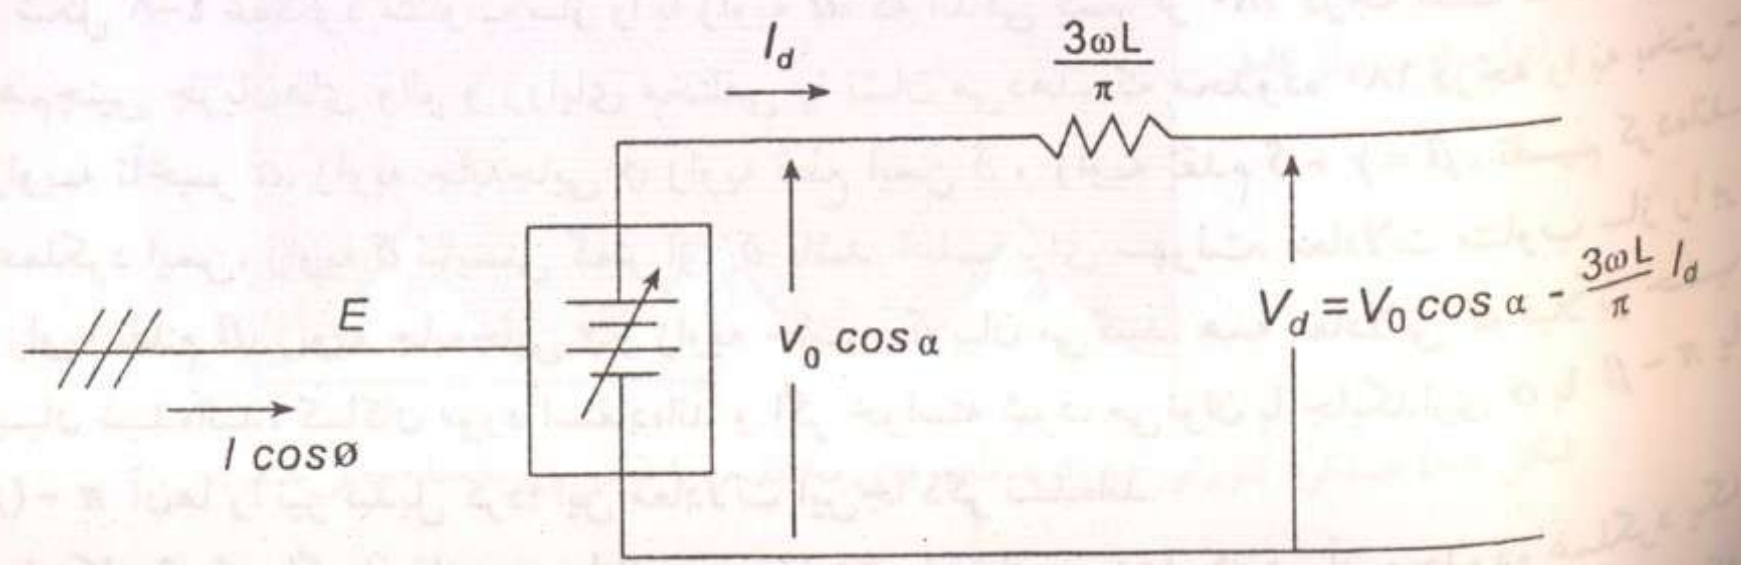 I_d
3ωL
π
E
I cosø
V_0 cos α
V_d = V_0 cos α - 3ωL/π I_d